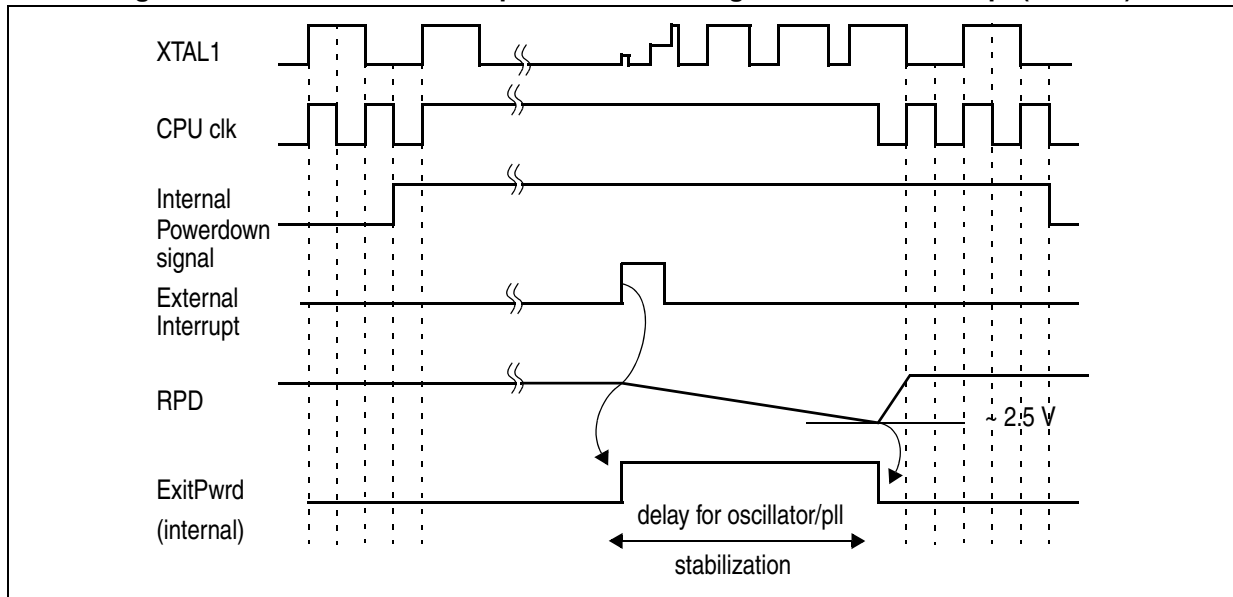 XTAL1
CPU clk
Internal
Powerdown
signal
External
Interrupt
RPD
~ 2.5 V
ExitPwrd
(internal)
delay for oscillator/pll
stabilization